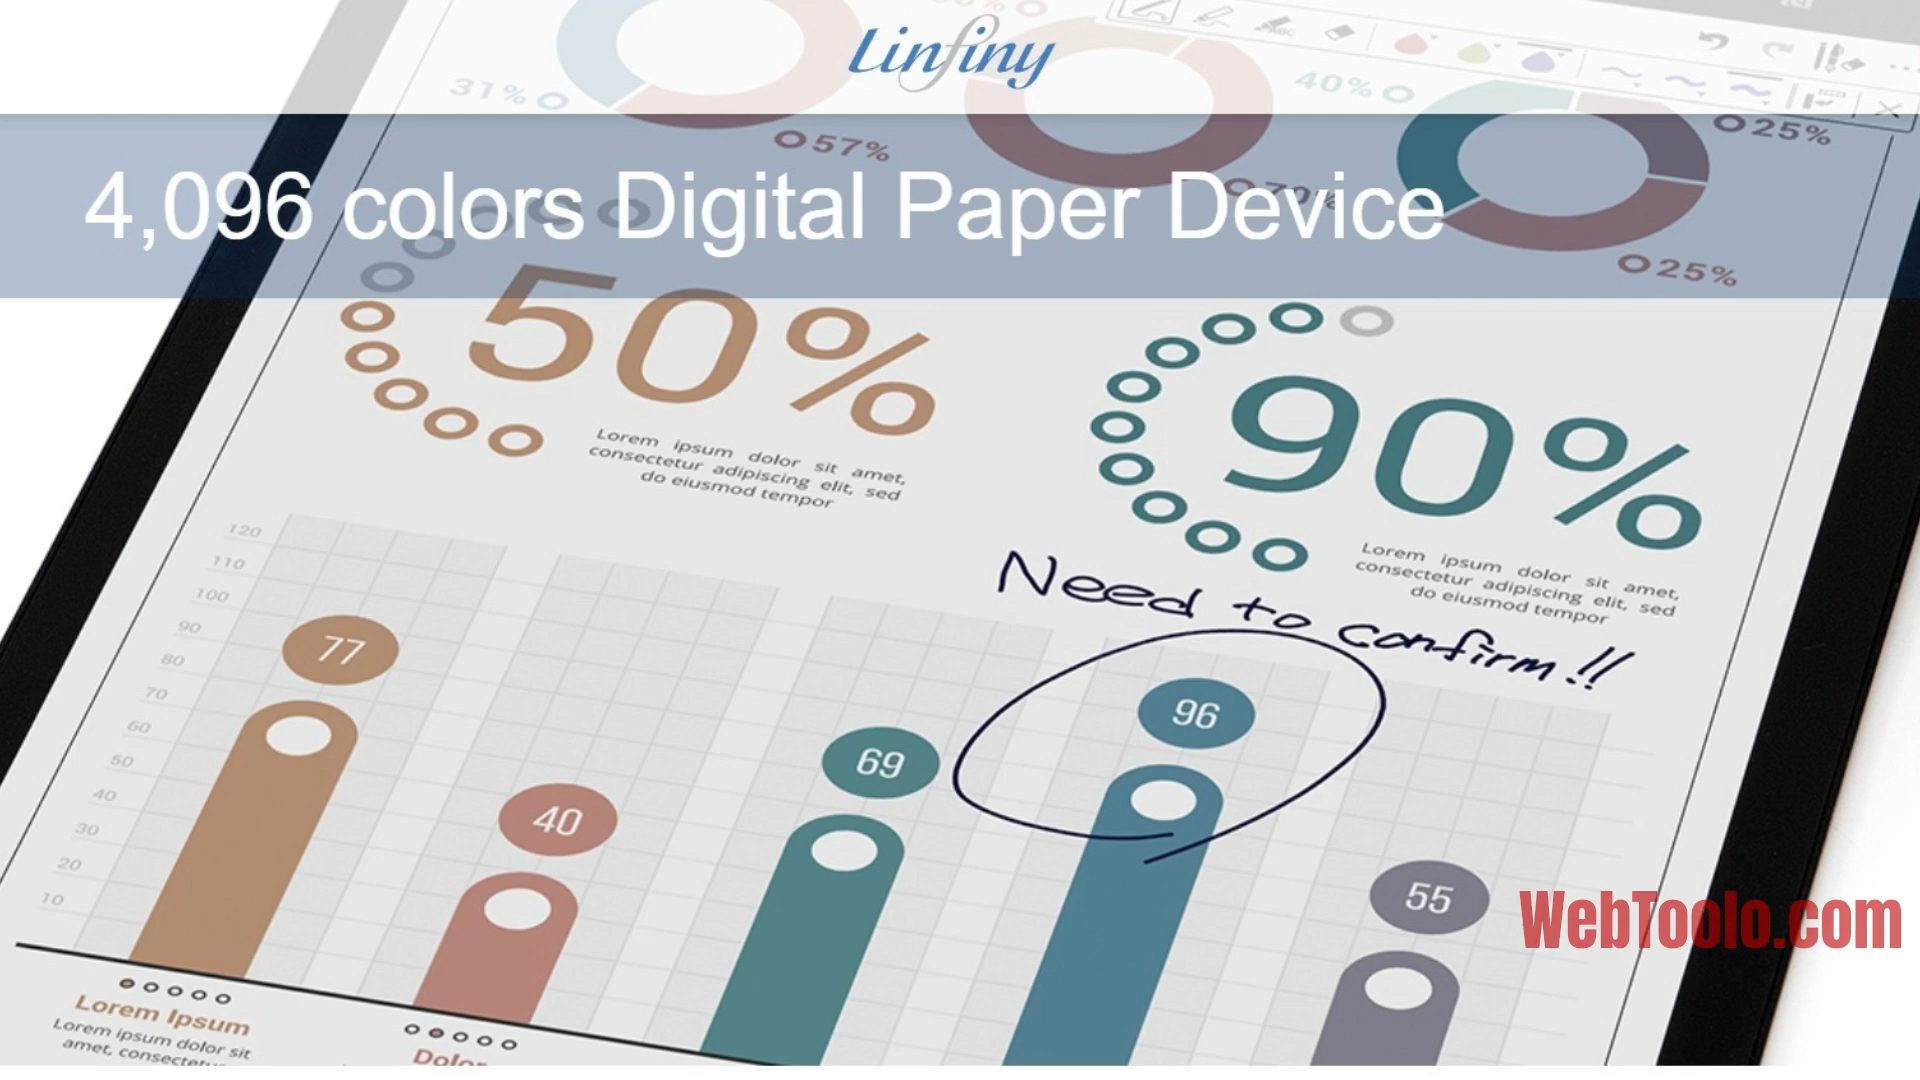 Linfiny
31%
40%
57%
25%
4,096 colors Digital Paper Device
25%
50%
90%
Lorem ipsum dolor sit amet,
consectetur adipiscing elit, sed
do eiusmod tempor
Lorem ipsum dolor sit amet,
consectetur adipiscing elit, sed
do eiusmod tempor
Need to confirm!!
120
110
100
90
80
70
60
50
40
30
20
10
77
40
69
96
55
WebToolo.com
Lorem Ipsum
Lorem ipsum dolor sit
amet, consectetur
Dolor